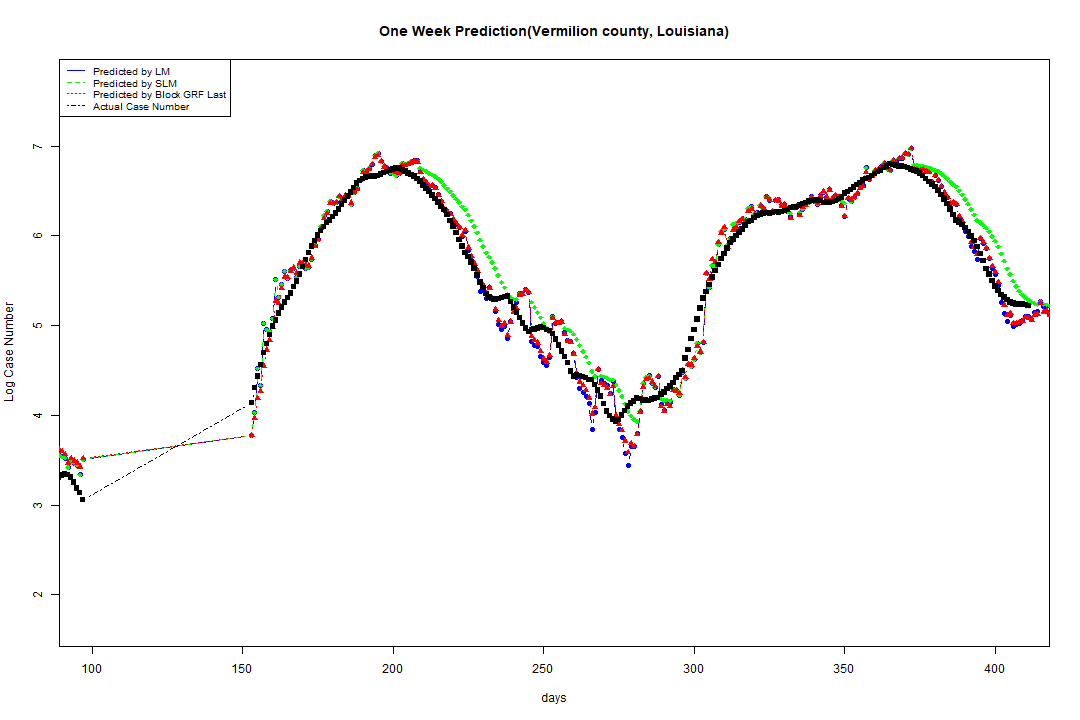 One Week Prediction(Vermilion county, Louisiana)
Predicted by LM
Predicted by SLM
Predicted by Block GRF Last
Actual Case Number
7
6
5
4
3
2
Log Case Number
100 150 200 250 300 350 400
days